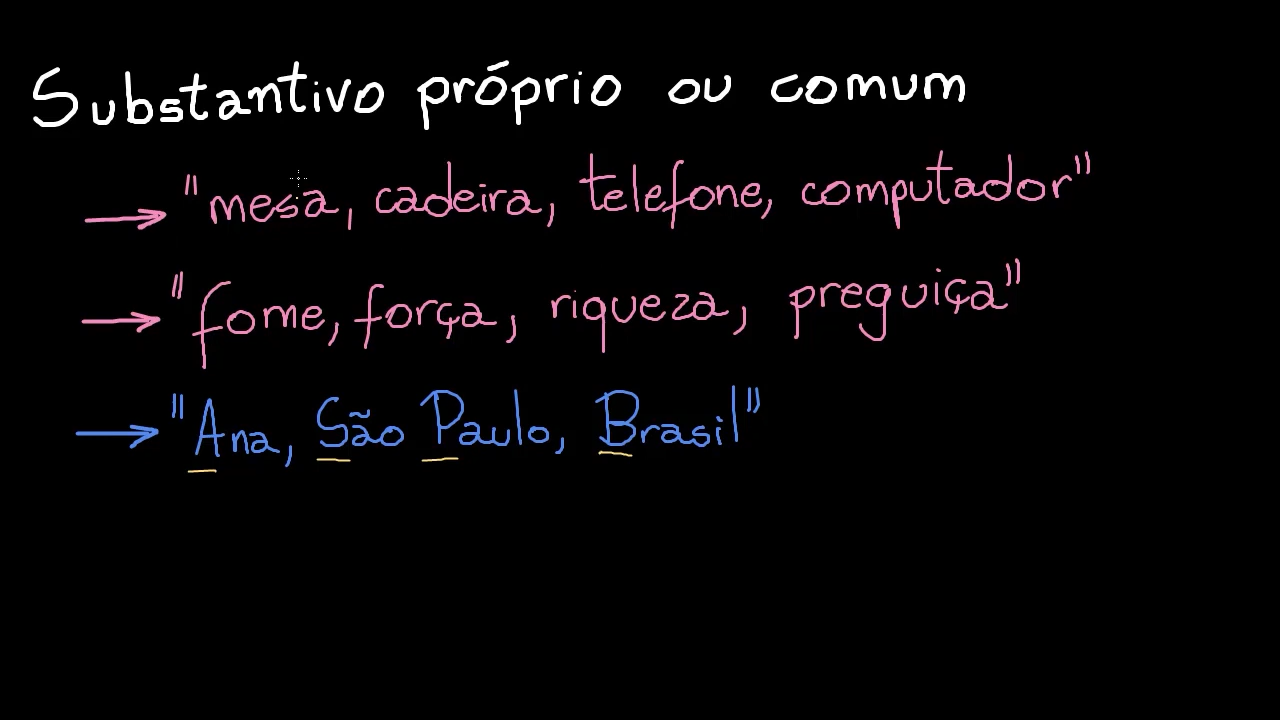 Substantivo próprio ou comum
→ "mesa, cadeira, telefone, computador"
→ "fome, força, riqueza, preguiça"
→ "Ana, São Paulo, Brasil"